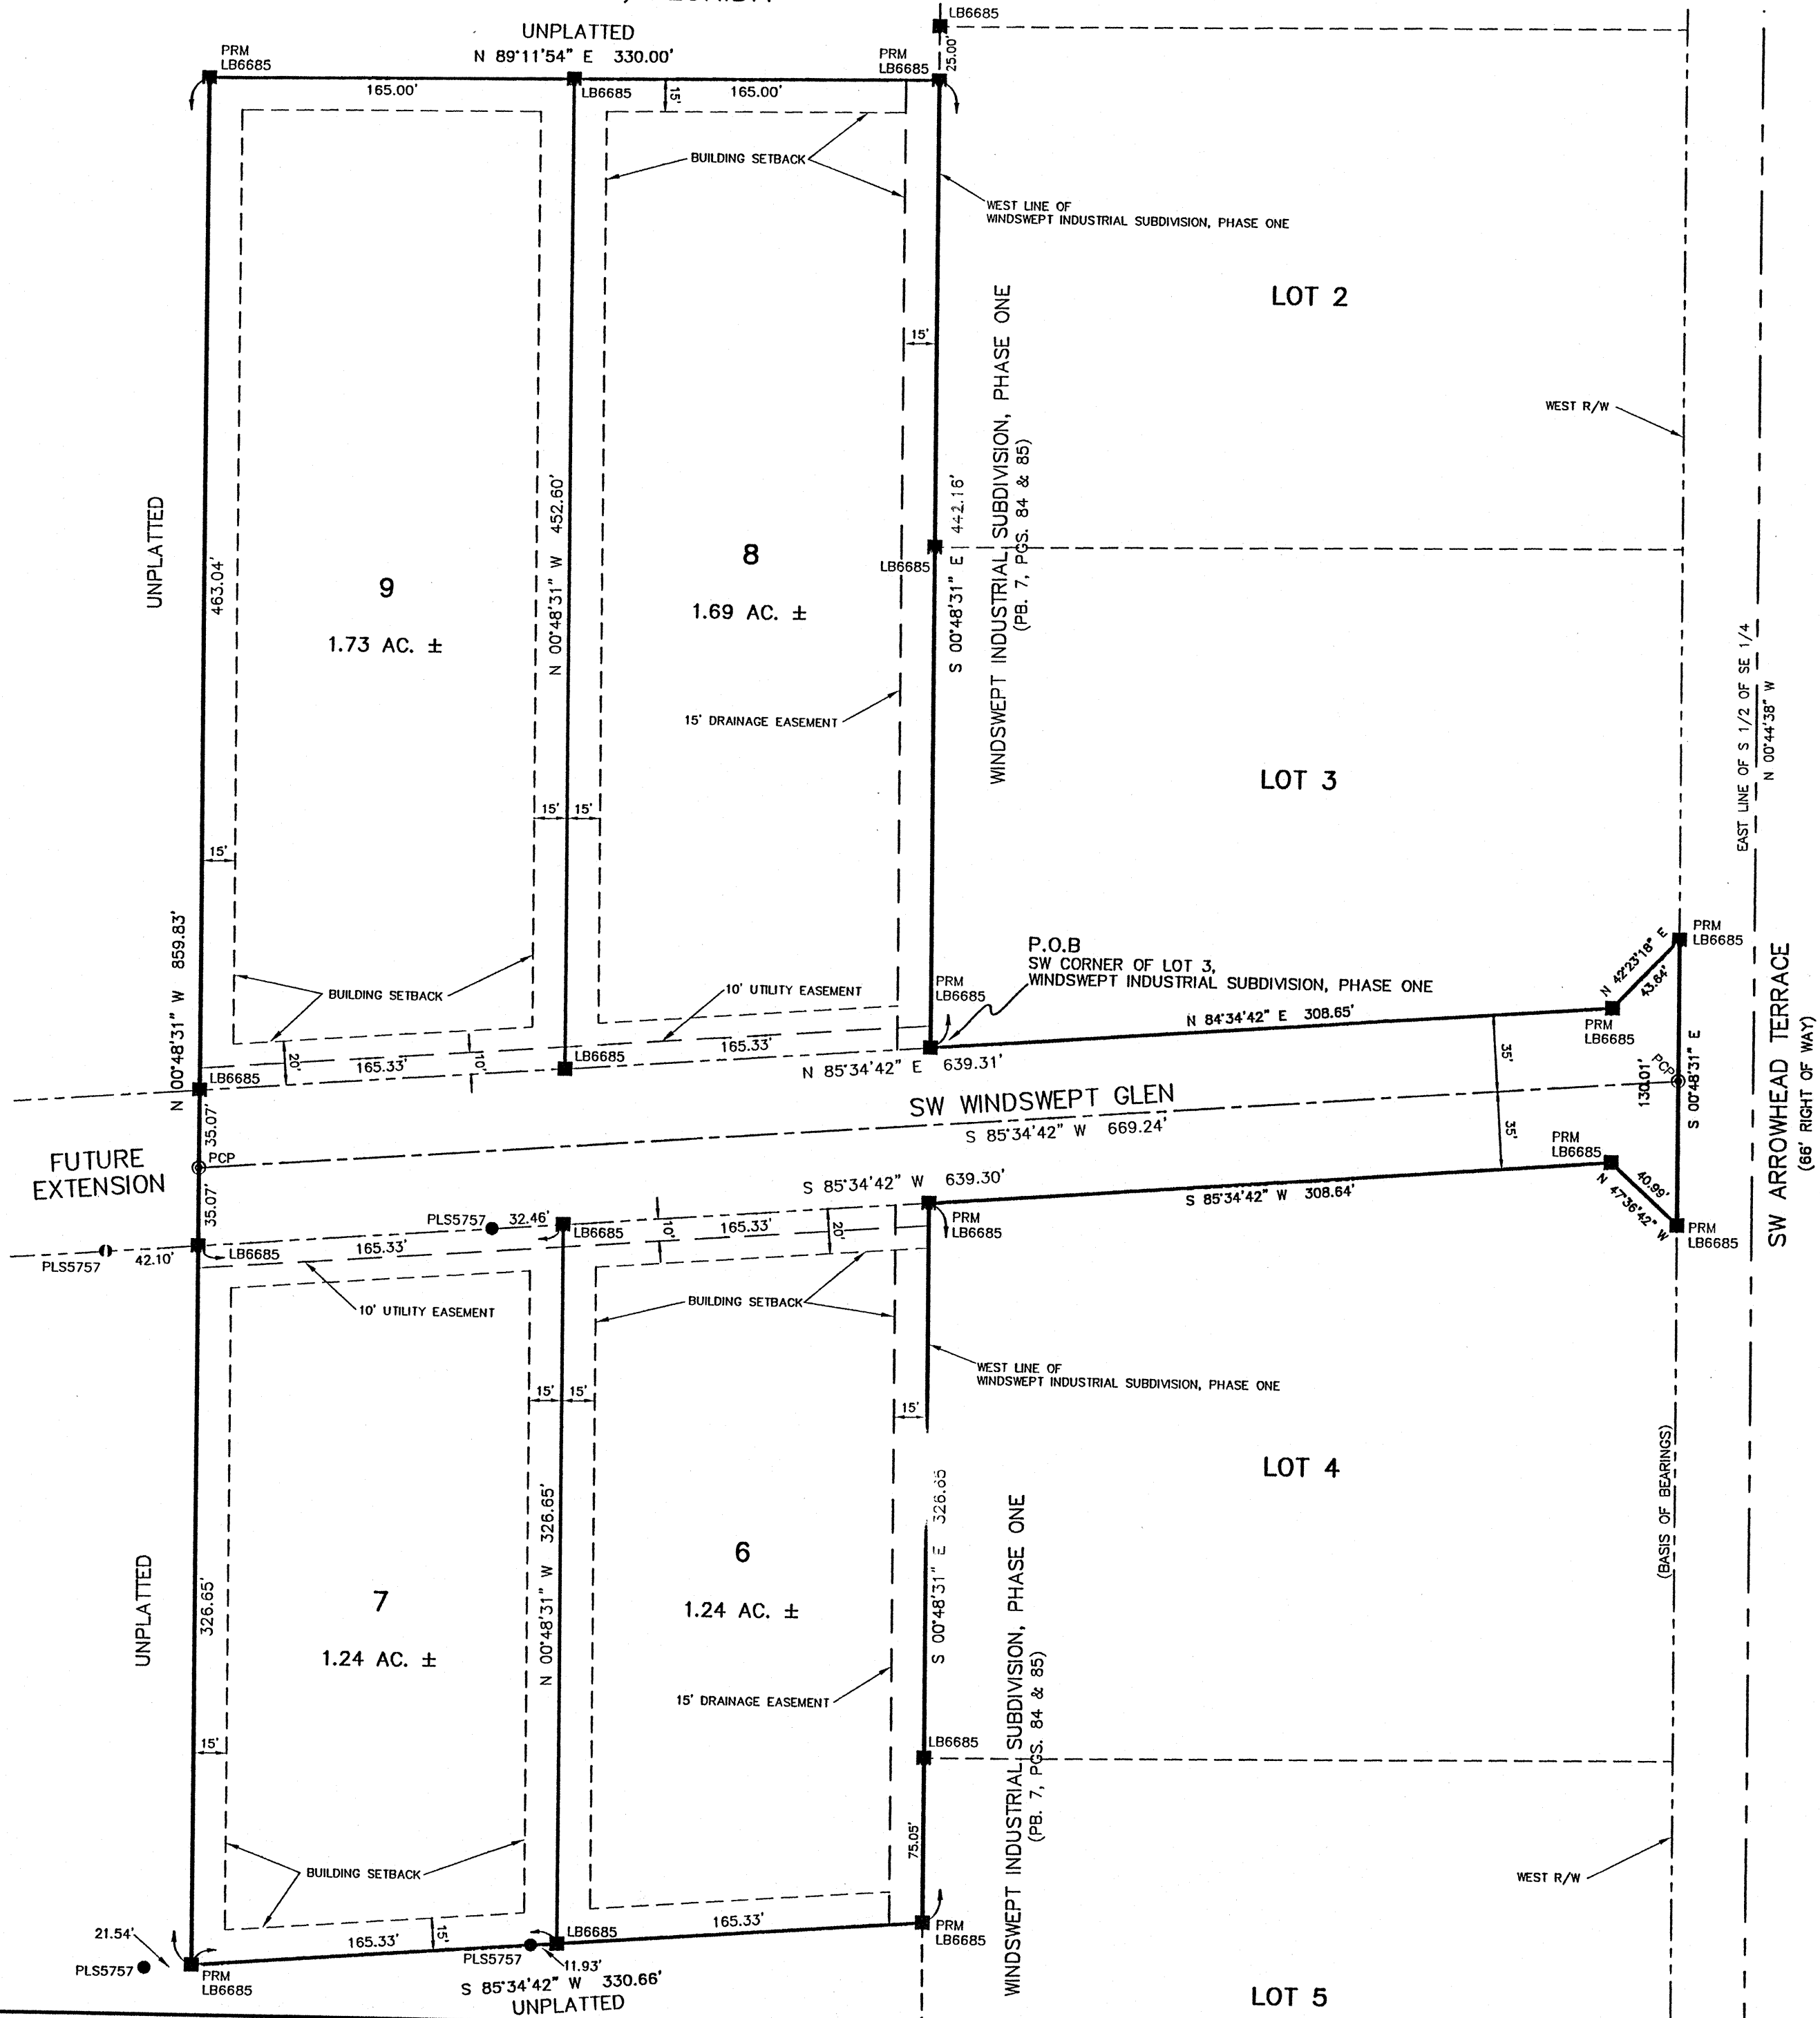 LB6685
25.00'
UNPLATTED
N 89°11'54" E 330.00'
PRM
LB6685
PRM
LB6685
165.00'
LB6685
15'
165.00'
BUILDING SETBACK
WEST LINE OF
WINDSWEPT INDUSTRIAL SUBDIVISION, PHASE ONE
LOT 2
15'
WEST R/W
WINDSWEPT INDUSTRIAL SUBDIVISION, PHASE ONE
(PB. 7, PGS. 84 & 85)
UNPLATTED
463.04'
9
1.73 AC. ±
N 00°48'31" W 452.60'
8
1.69 AC. ±
LB6685
S 00°48'31" E 442.16'
15' DRAINAGE EASEMENT
LOT 3
EAST LINE OF S 1/2 OF SE 1/4
N 00°44'38" W
15'
15'
15'
N 00°48'31" W 859.83'
BUILDING SETBACK
10' UTILITY EASEMENT
P.O.B
SW CORNER OF LOT 3,
WINDSWEPT INDUSTRIAL SUBDIVISION, PHASE ONE
PRM
LB6685
N 84°34'42" E 308.65'
N 42°23'18" E
43.84'
PRM
LB6685
PRM
LB6685
20'
165.33'
10'
LB6685
165.33'
N 85°34'42" E 639.31'
LB6685
35'
35'
130.01'
PCP
S 00°48'31" E
SW ARROWHEAD TERRACE
(66' RIGHT OF WAY)
SW WINDSWEPT GLEN
S 85°34'42" W 669.24'
35.07'
PCP
35.07'
FUTURE
EXTENSION
S 85°34'42" W 639.30'
S 85°34'42" W 308.64'
PRM
LB6685
40.99'
N 47°36'42" W
PRM
LB6685
PLS5757
32.46'
LB6685
10'
165.33'
20'
PRM
LB6685
PLS5757
42.10'
LB6685
165.33'
10' UTILITY EASEMENT
BUILDING SETBACK
WEST LINE OF
WINDSWEPT INDUSTRIAL SUBDIVISION, PHASE ONE
15'
15'
15'
LOT 4
(BASIS OF BEARINGS)
UNPLATTED
326.65'
7
1.24 AC. ±
N 00°48'31" W 326.65'
6
1.24 AC. ±
S 00°48'31" E 326.65
WINDSWEPT INDUSTRIAL SUBDIVISION, PHASE ONE
(PB. 7, PGS. 84 & 85)
15' DRAINAGE EASEMENT
15'
LB6685
75.05'
BUILDING SETBACK
WEST R/W
21.54'
PLS5757
PRM
LB6685
165.33'
15'
PLS5757
LB6685
11.93'
165.33'
PRM
LB6685
S 85°34'42" W 330.66'
UNPLATTED
LOT 5